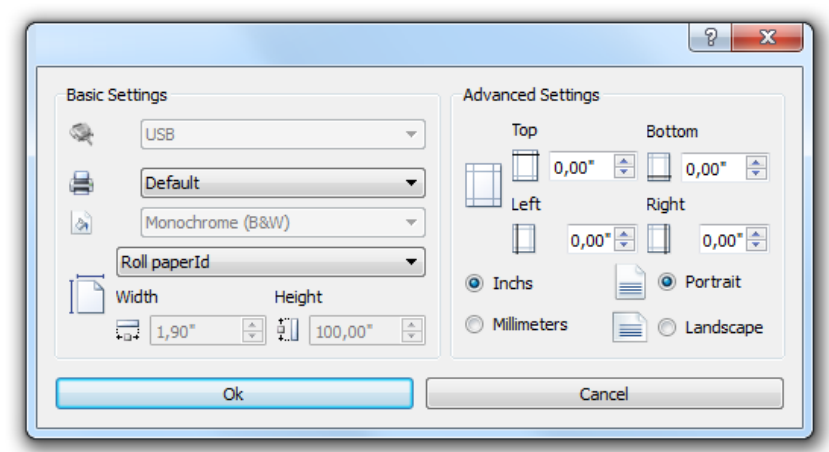 ?
X
Basic Settings
USB
Default
Monochrome (B&W)
Roll paperId
Width Height
1,90" 100,00"
Advanced Settings
Top Bottom
0,00" 0,00"
Left Right
0,00" 0,00"
Inchs Portrait
Millimeters Landscape
Ok Cancel